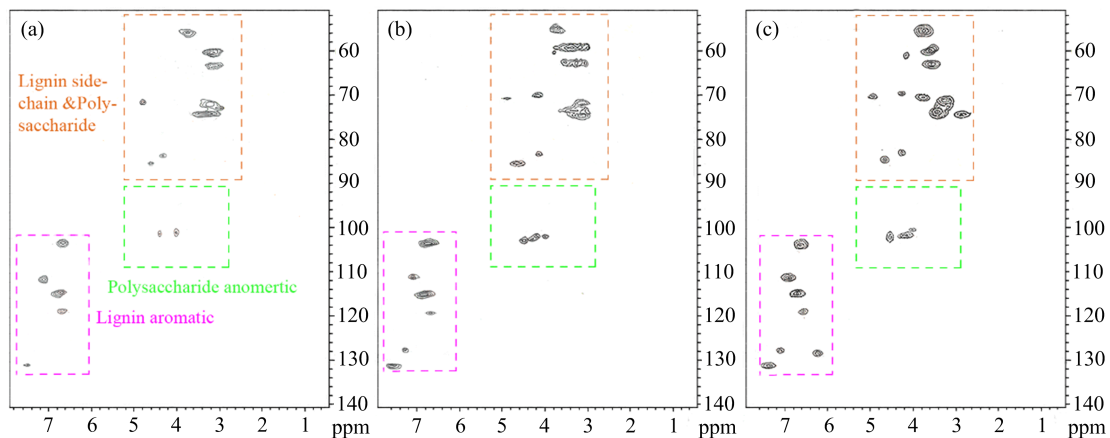 (a)
(b)
(c)
Lignin side-
chain &Poly-
saccharide
Polysaccharide anomertic
Lignin aromatic
60
70
80
90
100
110
120
130
140
60
70
80
90
100
110
120
130
140
60
70
80
90
100
110
120
130
140
7 6 5 4 3 2 1 ppm
7 6 5 4 3 2 1 ppm
7 6 5 4 3 2 1 ppm